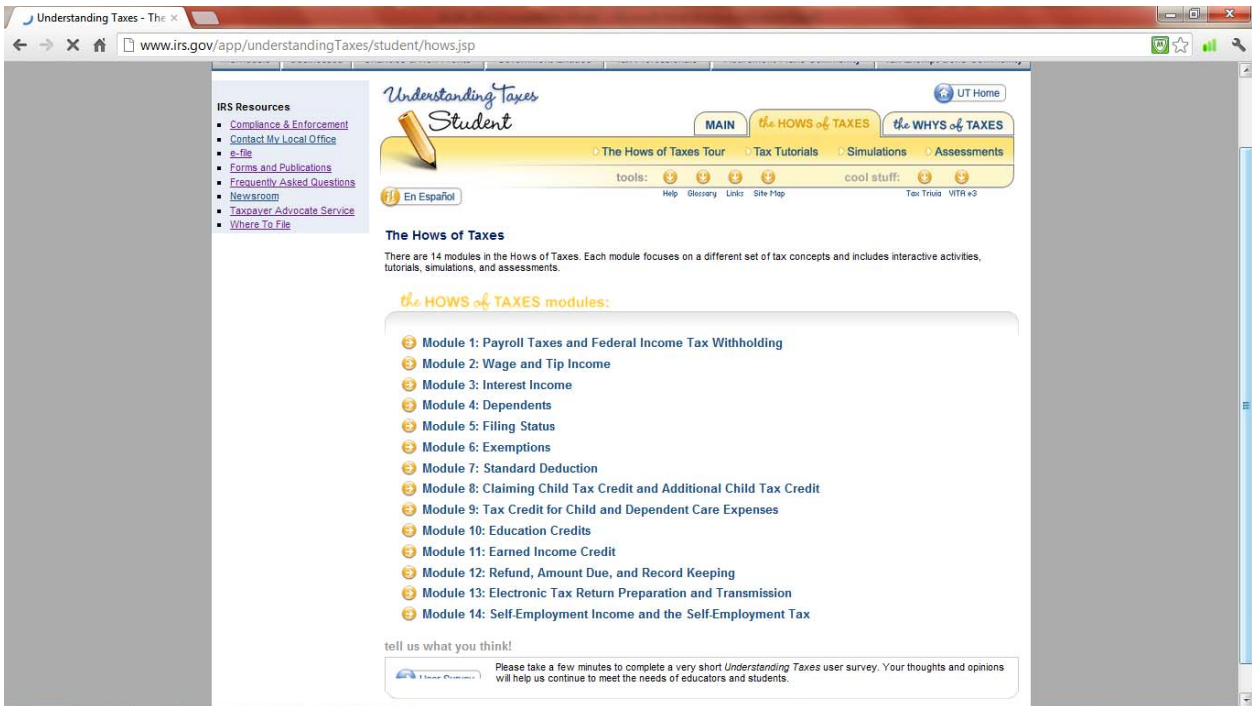 Understanding Taxes - The
www.irs.gov/app/understandingTaxes/student/hows.jsp
IRS Resources
Compliance & Enforcement
Contact My Local Office
e-file
Forms and Publications
Frequently Asked Questions
Newsroom
Taxpayer Advocate Service
Where To File
Understanding Taxes
Student
UT Home
MAIN the HOWS of TAXES the WHYS of TAXES
The Hows of Taxes Tour Tax Tutorials Simulations Assessments
tools: cool stuff:
Help Glossary Links Site Map Tax Trivia VITA e3
En Español
The Hows of Taxes
There are 14 modules in the Hows of Taxes. Each module focuses on a different set of tax concepts and includes interactive activities,
tutorials, simulations, and assessments.
the HOWS of TAXES modules:
Module 1: Payroll Taxes and Federal Income Tax Withholding
Module 2: Wage and Tip Income
Module 3: Interest Income
Module 4: Dependents
Module 5: Filing Status
Module 6: Exemptions
Module 7: Standard Deduction
Module 8: Claiming Child Tax Credit and Additional Child Tax Credit
Module 9: Tax Credit for Child and Dependent Care Expenses
Module 10: Education Credits
Module 11: Earned Income Credit
Module 12: Refund, Amount Due, and Record Keeping
Module 13: Electronic Tax Return Preparation and Transmission
Module 14: Self-Employment Income and the Self-Employment Tax
tell us what you think!
User Survey
Please take a few minutes to complete a very short Understanding Taxes user survey. Your thoughts and opinions
will help us continue to meet the needs of educators and students.